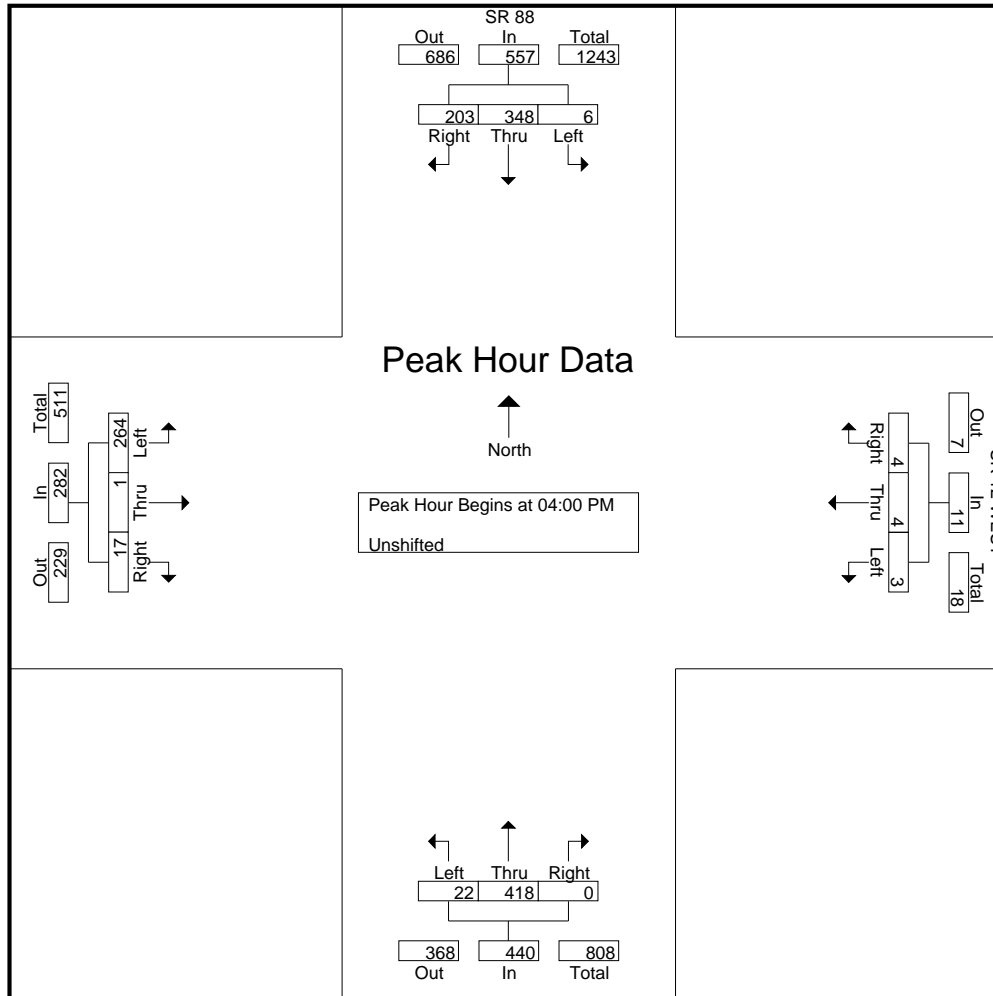 SR 88
Out In Total
686 557 1243
203 348 6
Right Thru Left
Peak Hour Data
North
Peak Hour Begins at 04:00 PM
Unshifted
Total In Out
511 282 229
264 1 17
Left Thru Right
Right Thru Left
4 4 3
Out In Total
7 11 18
Left Thru Right
22 418 0
368 440 808
Out In Total